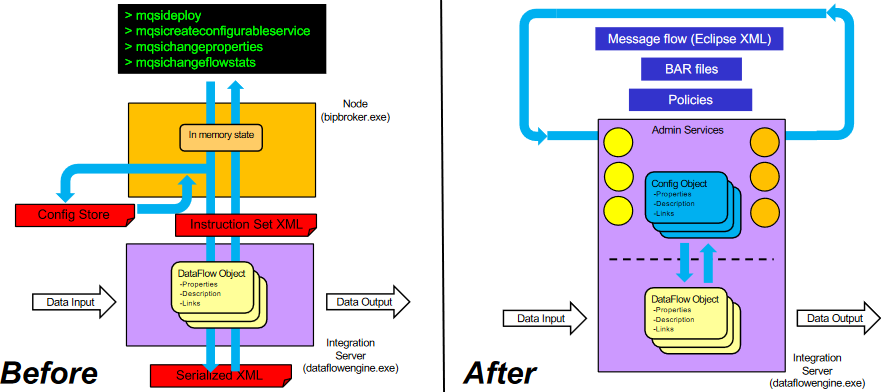 > mqsideploy
> mqsicreateconfigurableservice
> mqsichangeproperties
> mqsichangeflowstats
Node
(bipbroker.exe)
In memory state
Config Store
Instruction Set XML
DataFlow Object
-Properties
-Description
-Links
Data Input
Data Output
Integration
Server
(dataflowengine.exe)
Serialized XML
Before
Message flow (Eclipse XML)
BAR files
Policies
Admin Services
Config Object
-Properties
-Description
-Links
DataFlow Object
-Properties
-Description
-Links
Data Input
Data Output
Integration
Server
(dataflowengine.exe)
After